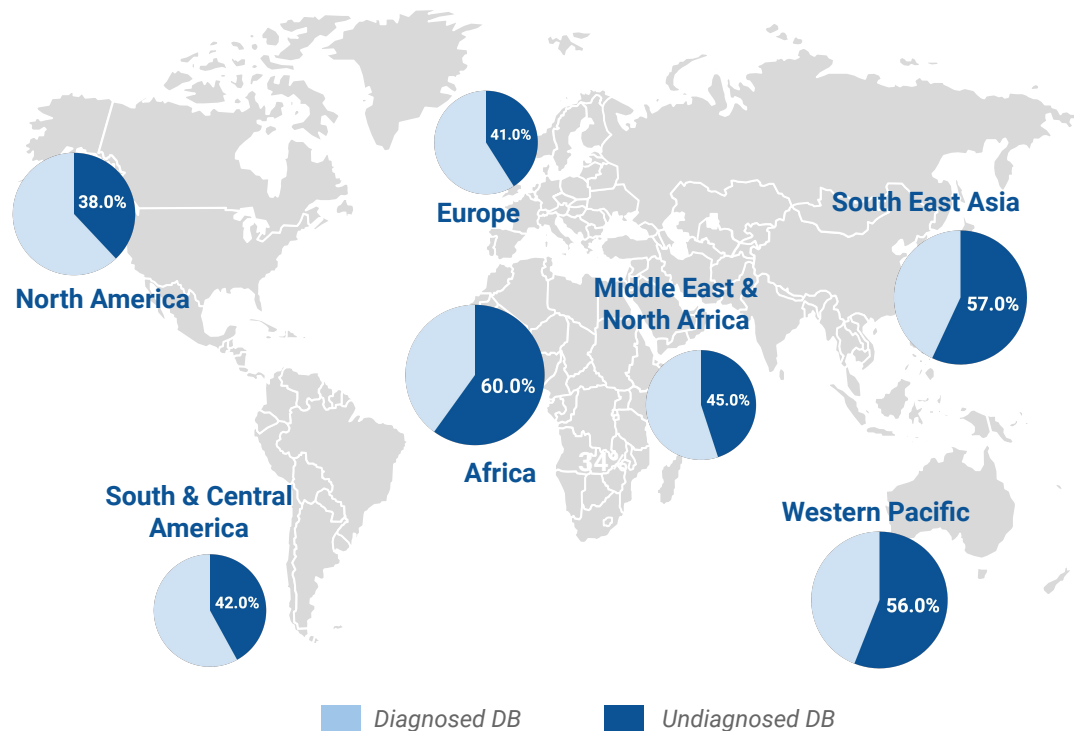 41.0%
Europe
38.0%
North America
South East Asia
57.0%
Middle East &
North Africa
45.0%
60.0%
Africa
34%
South & Central
America
42.0%
Western Pacific
56.0%
Diagnosed DB
Undiagnosed DB